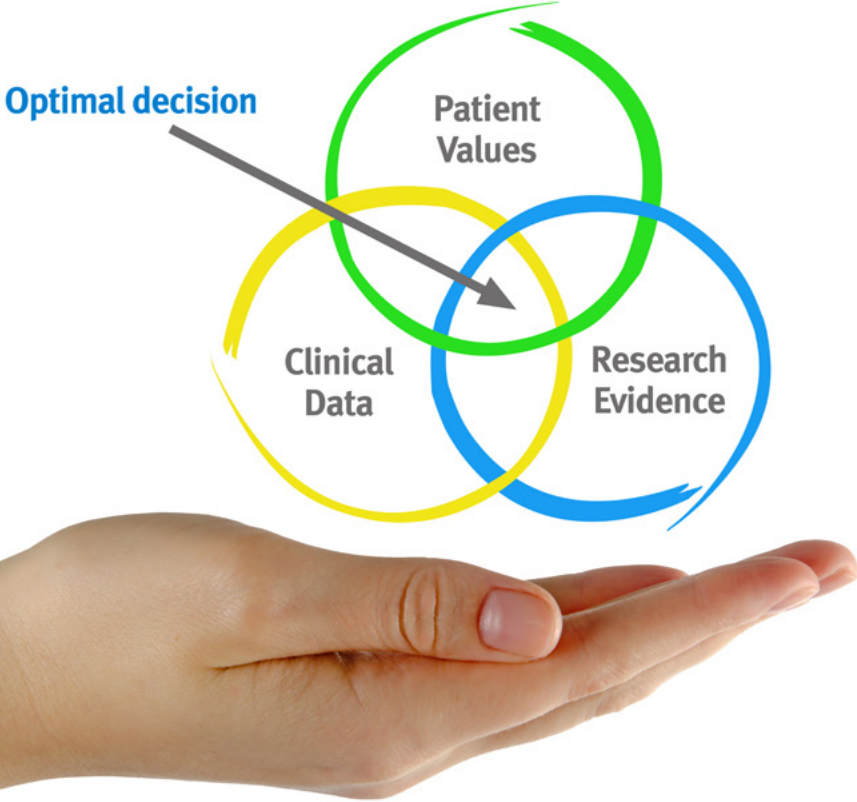 Optimal decision
Patient
Values
Clinical
Data
Research
Evidence